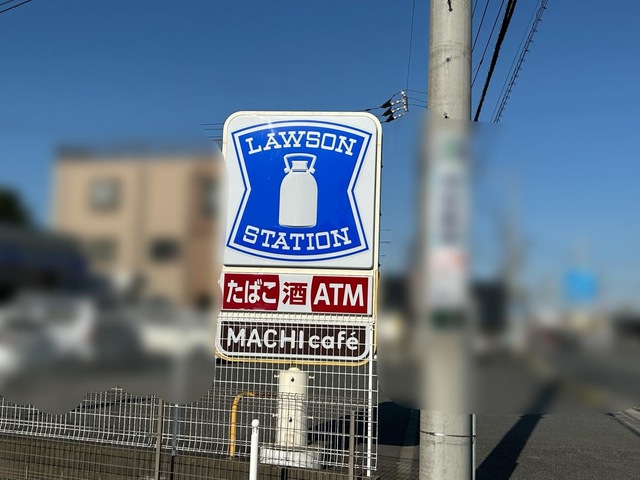 LAWSON
STATION
たばこ 酒 ATM
MACHI café